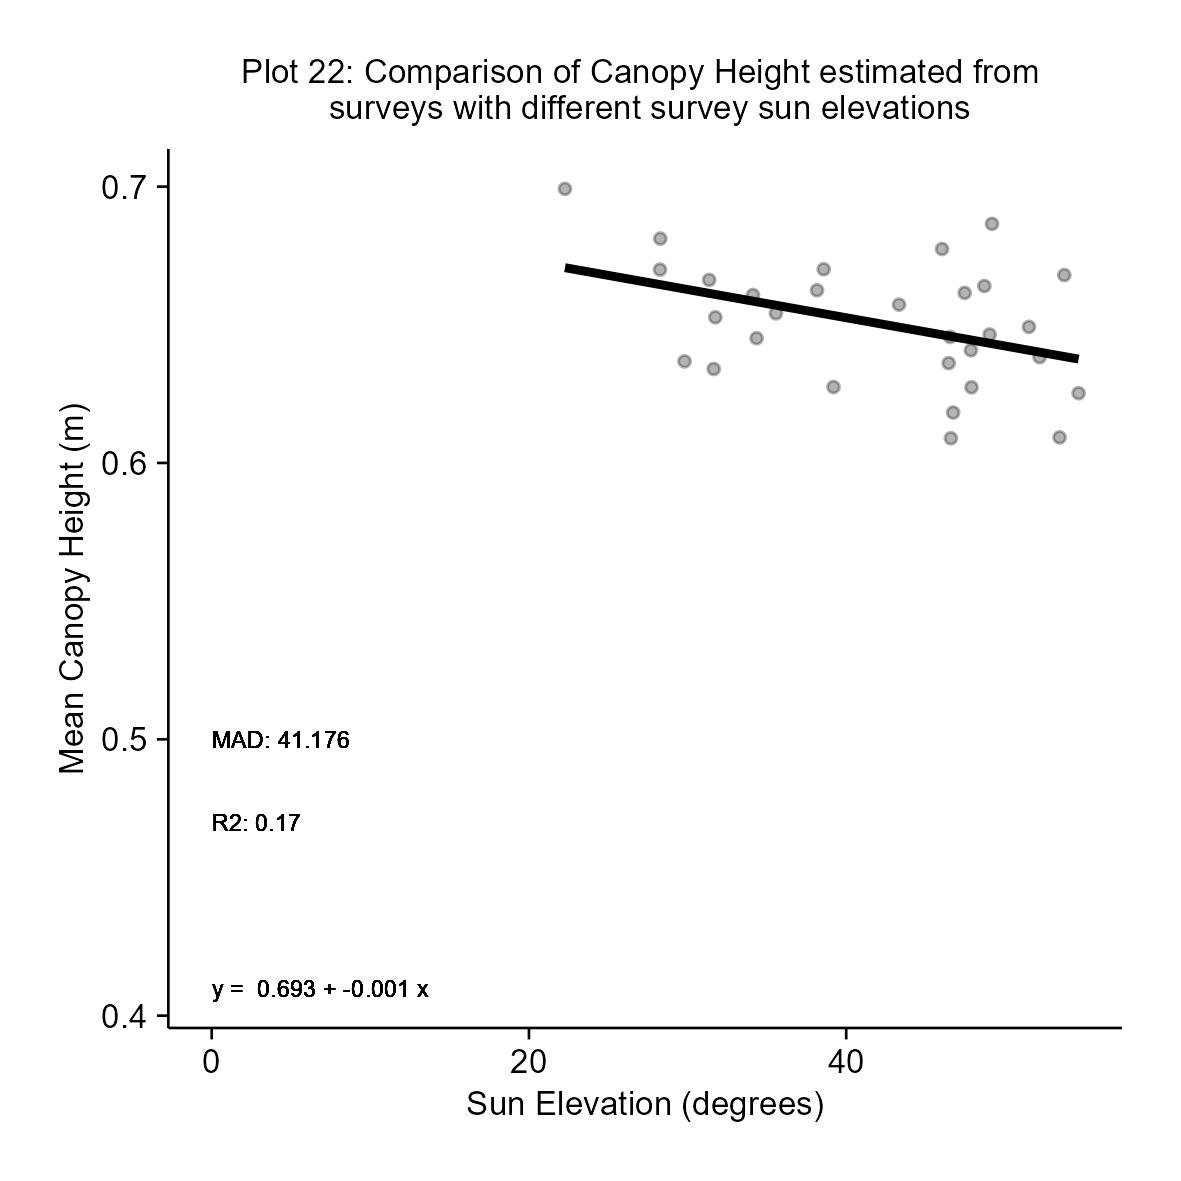 Plot 22: Comparison of Canopy Height estimated from
surveys with different survey sun elevations
Mean Canopy Height (m)
0.7
0.6
0.5
0.4
MAD: 41.176
R2: 0.17
y =  0.693 + -0.001 x
0
20
40
Sun Elevation (degrees)